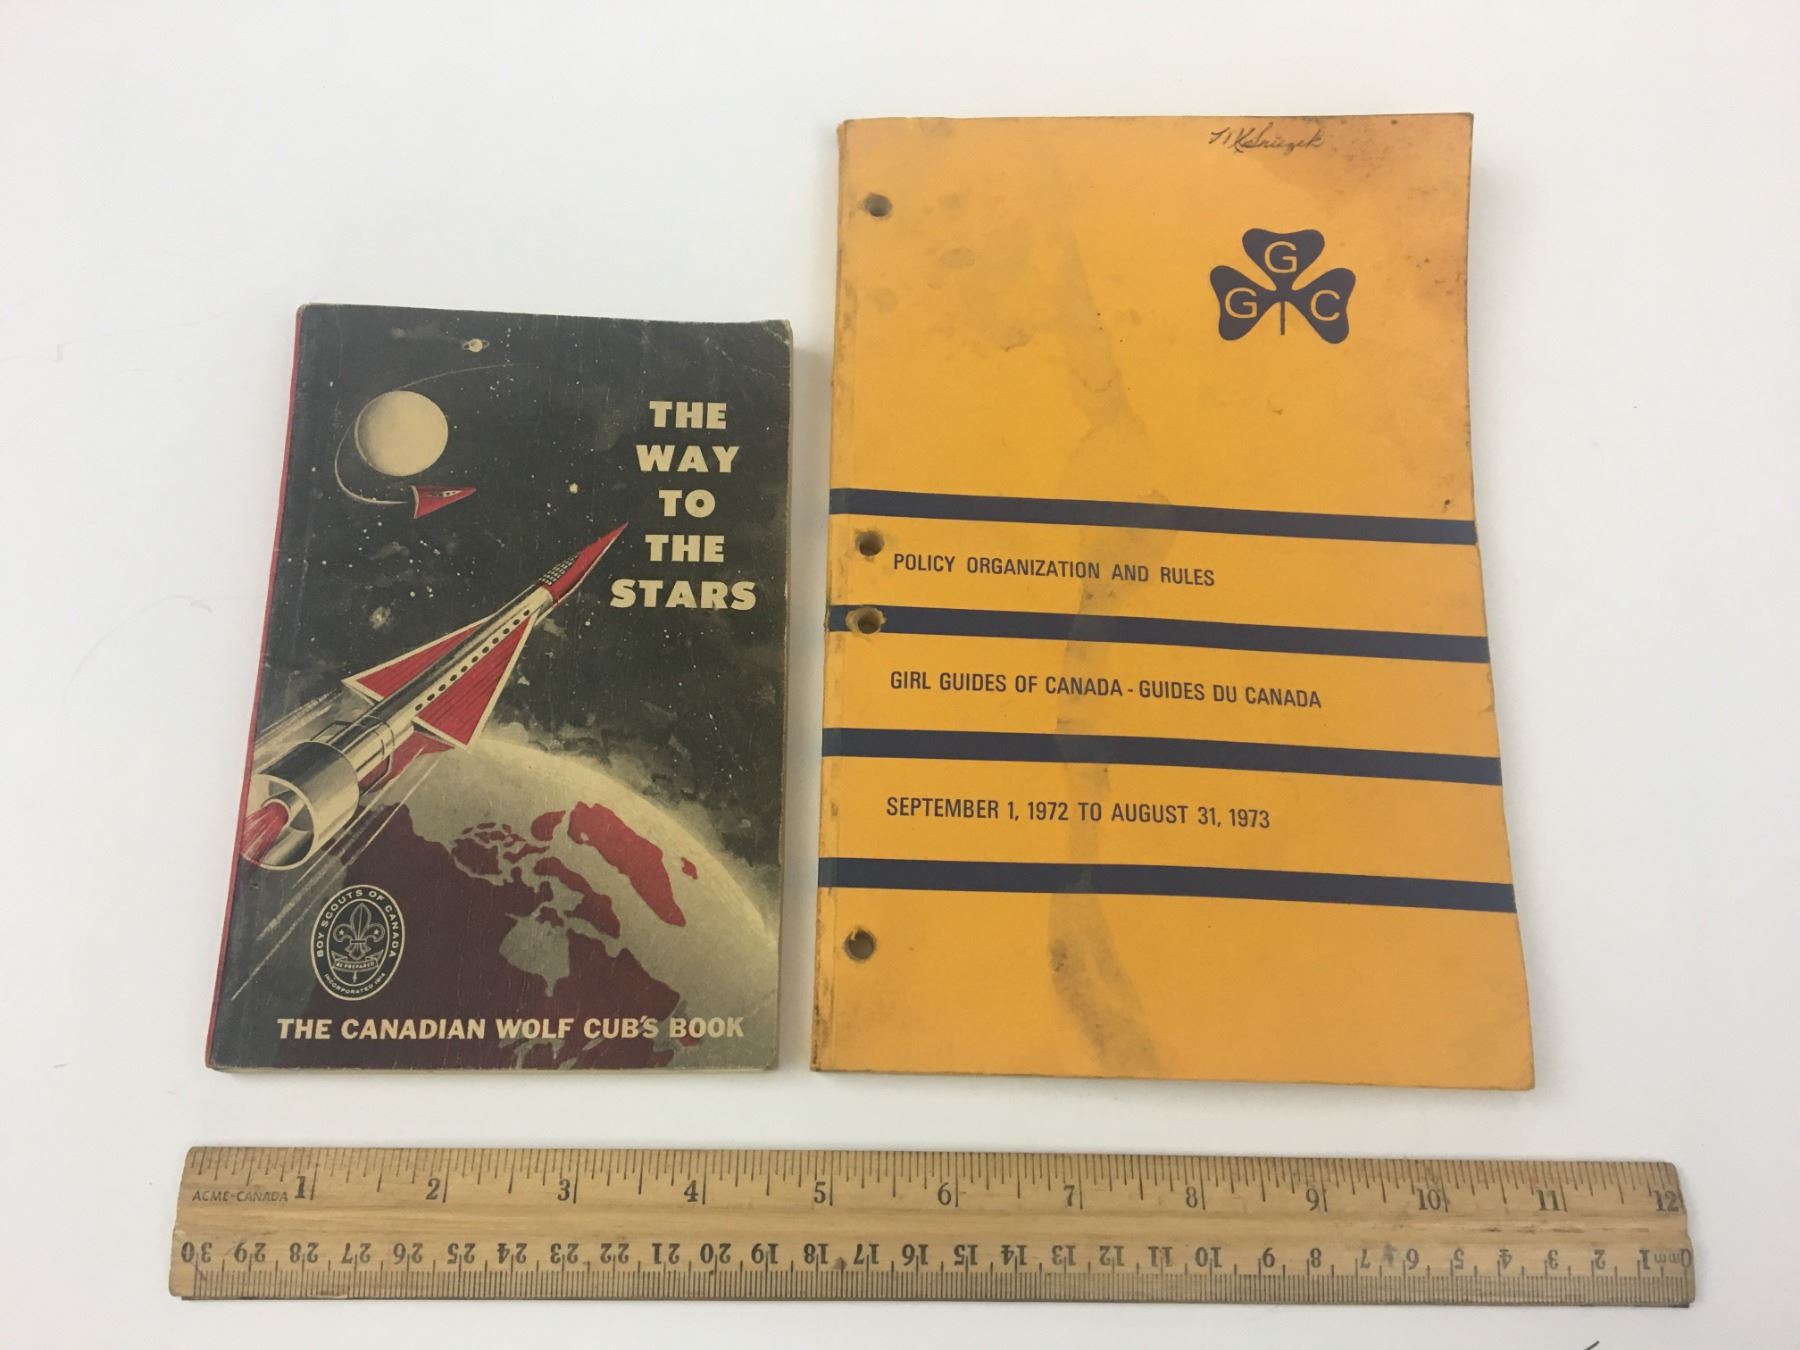 THE
WAY
TO
THE
STARS
BOY SCOUTS OF CANADA
BE PREPARED
INCORPORATED 1914
THE CANADIAN WOLF CUB'S BOOK
G
G C
POLICY ORGANIZATION AND RULES
GIRL GUIDES OF CANADA - GUIDES DU CANADA
SEPTEMBER 1, 1972 TO AUGUST 31, 1973
ACME-CANADA 1 2 3 4 5 6 7 8 9 10 11 12
30 29 28 27 26 25 24 23 22 21 20 19 18 17 16 15 14 13 12 11 10 9 8 7 6 5 4 3 2 1 mm 0